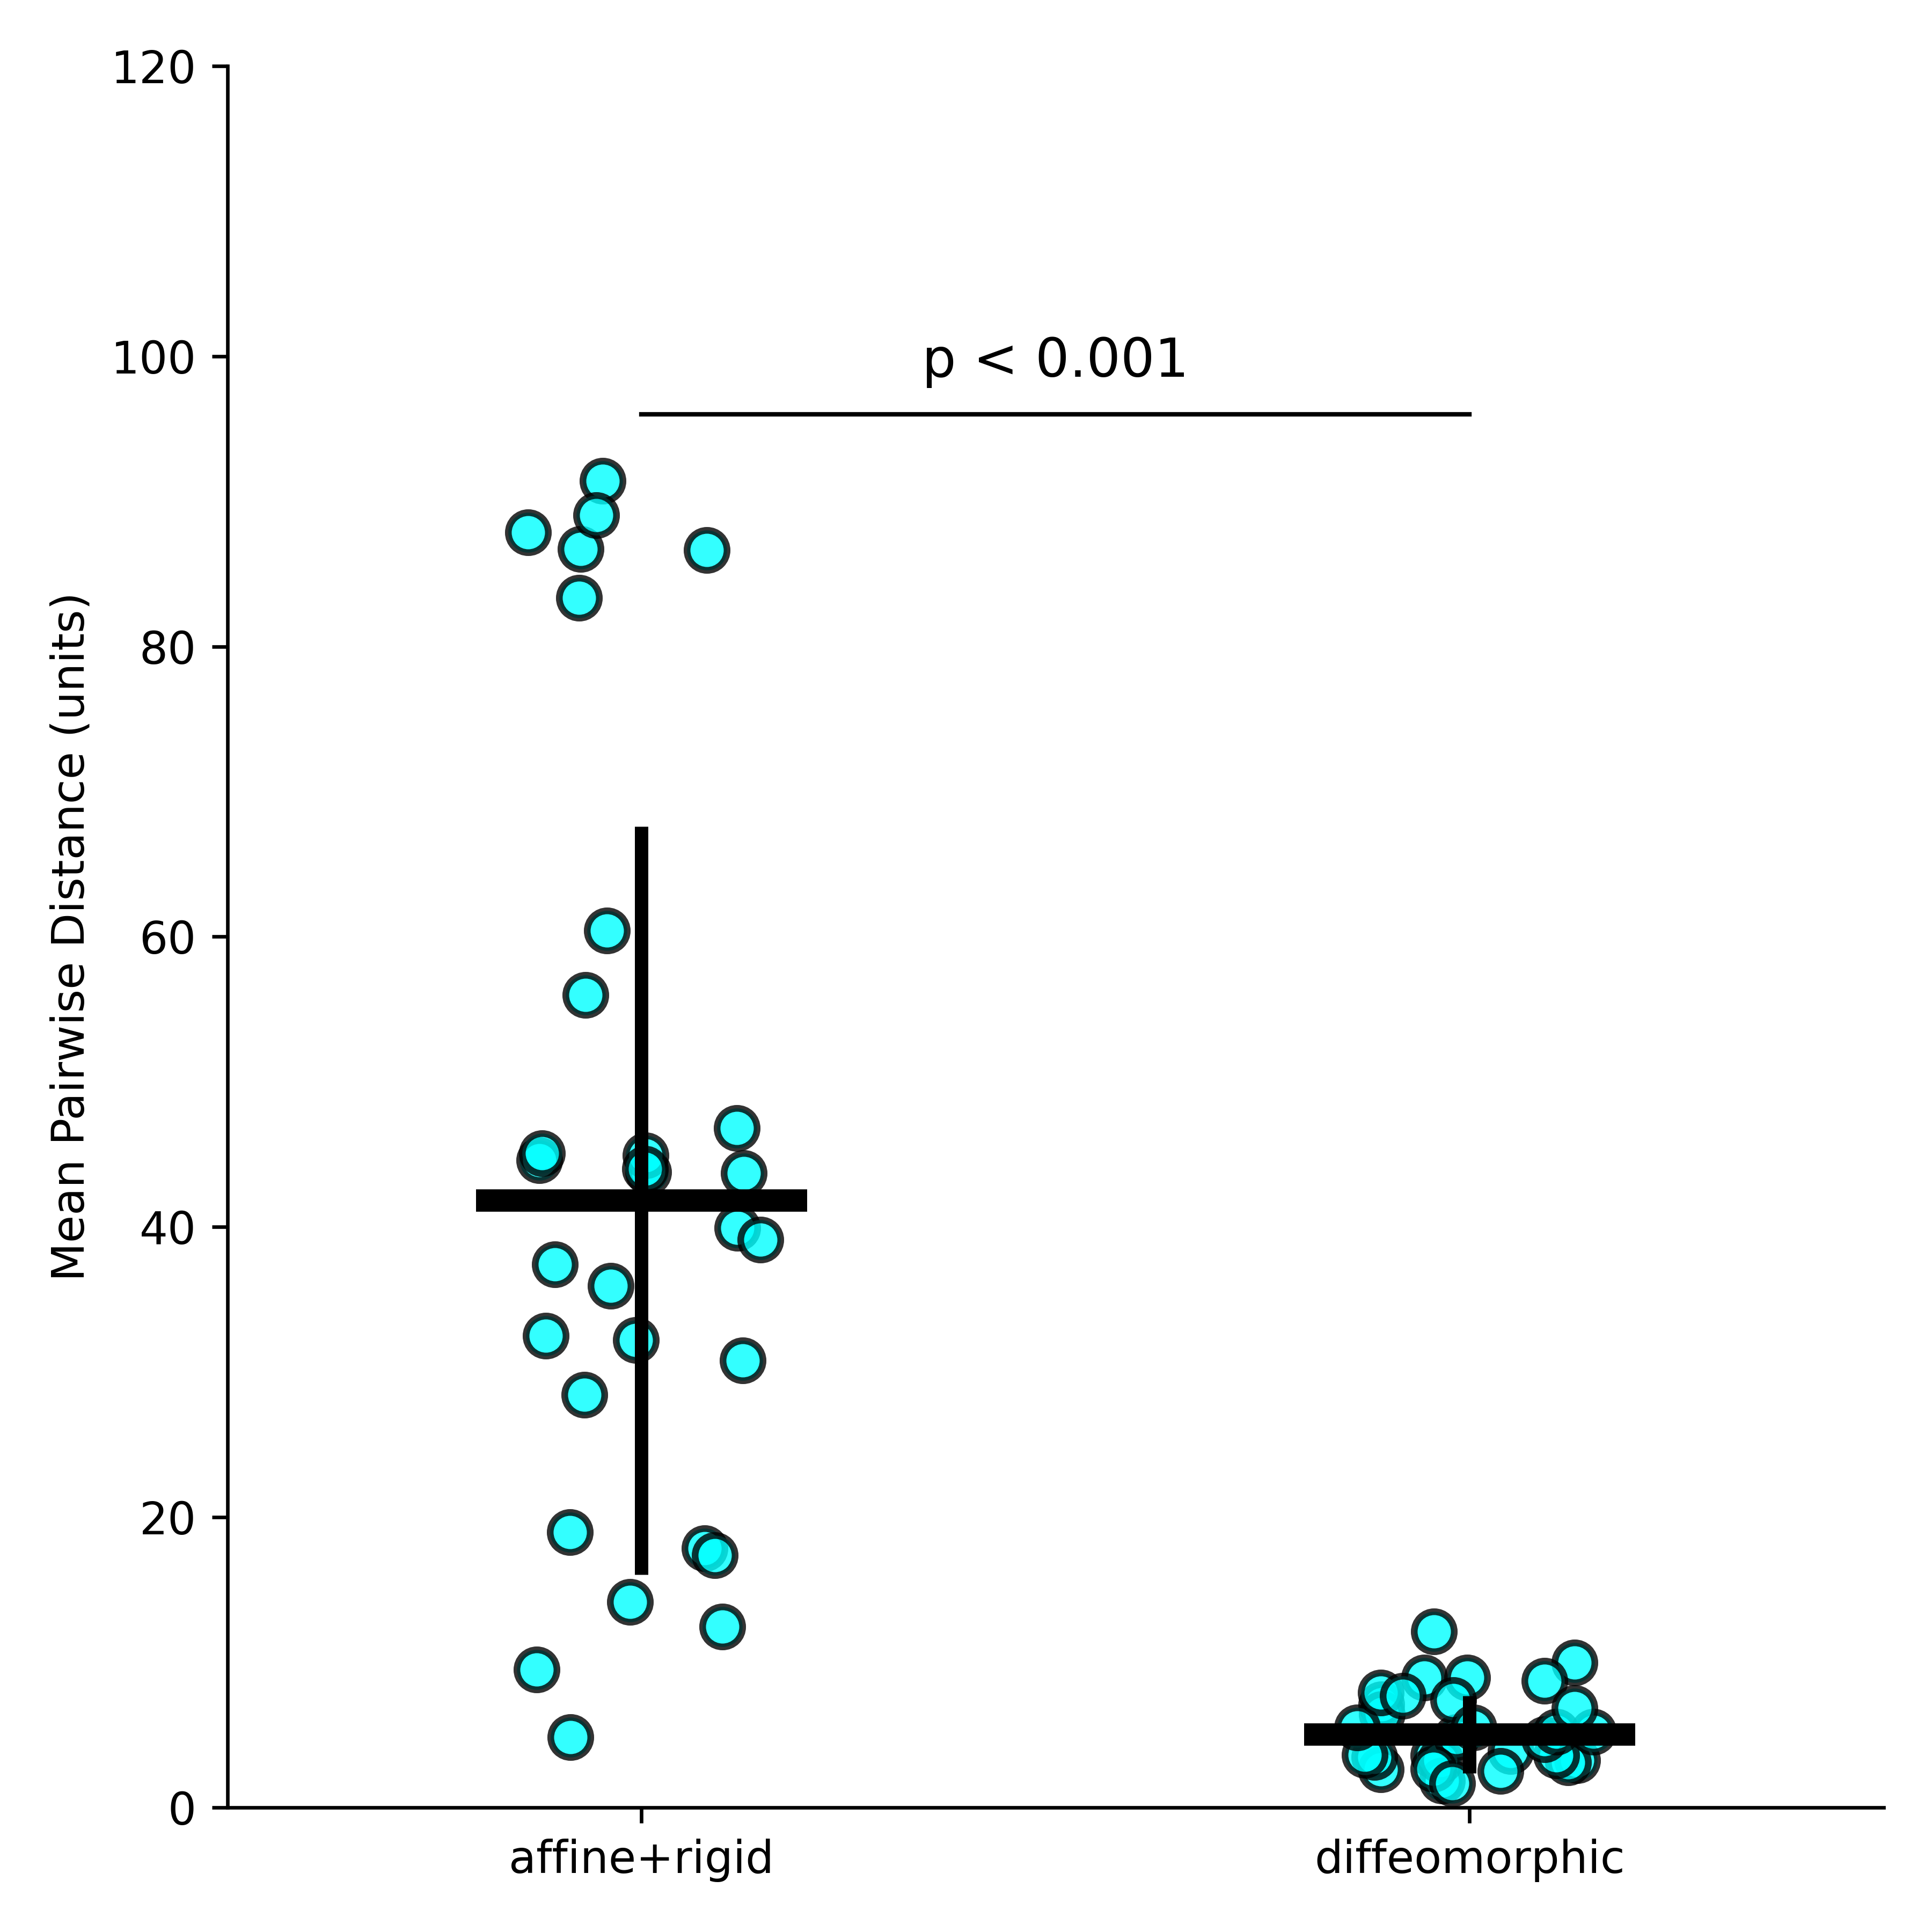 120
100
80
60
40
20
0
Mean Pairwise Distance (units)
p < 0.001
affine+rigid
diffeomorphic